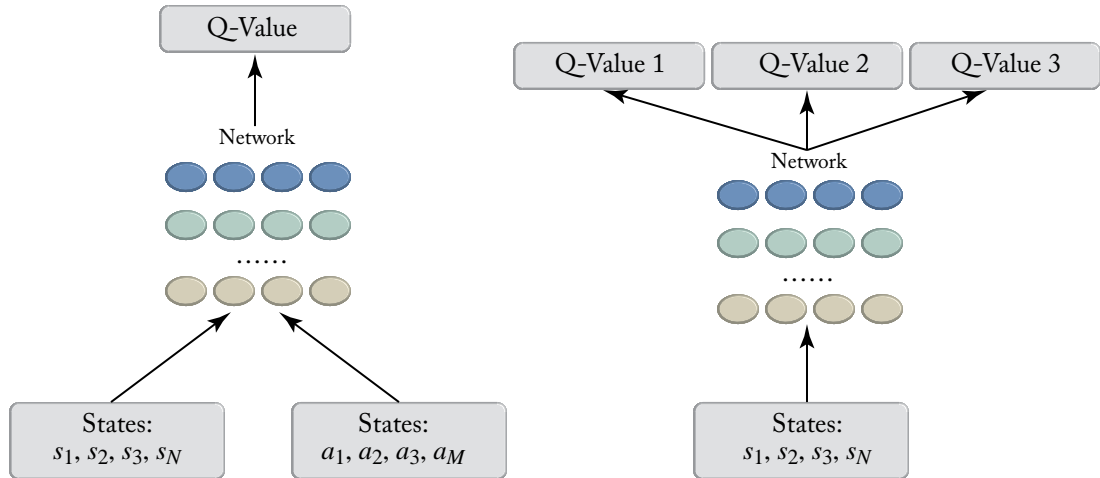 Q-Value
Network
......
States:
s1, s2, s3, sN
States:
a1, a2, a3, aM
Q-Value 1
Q-Value 2
Q-Value 3
Network
......
States:
s1, s2, s3, sN